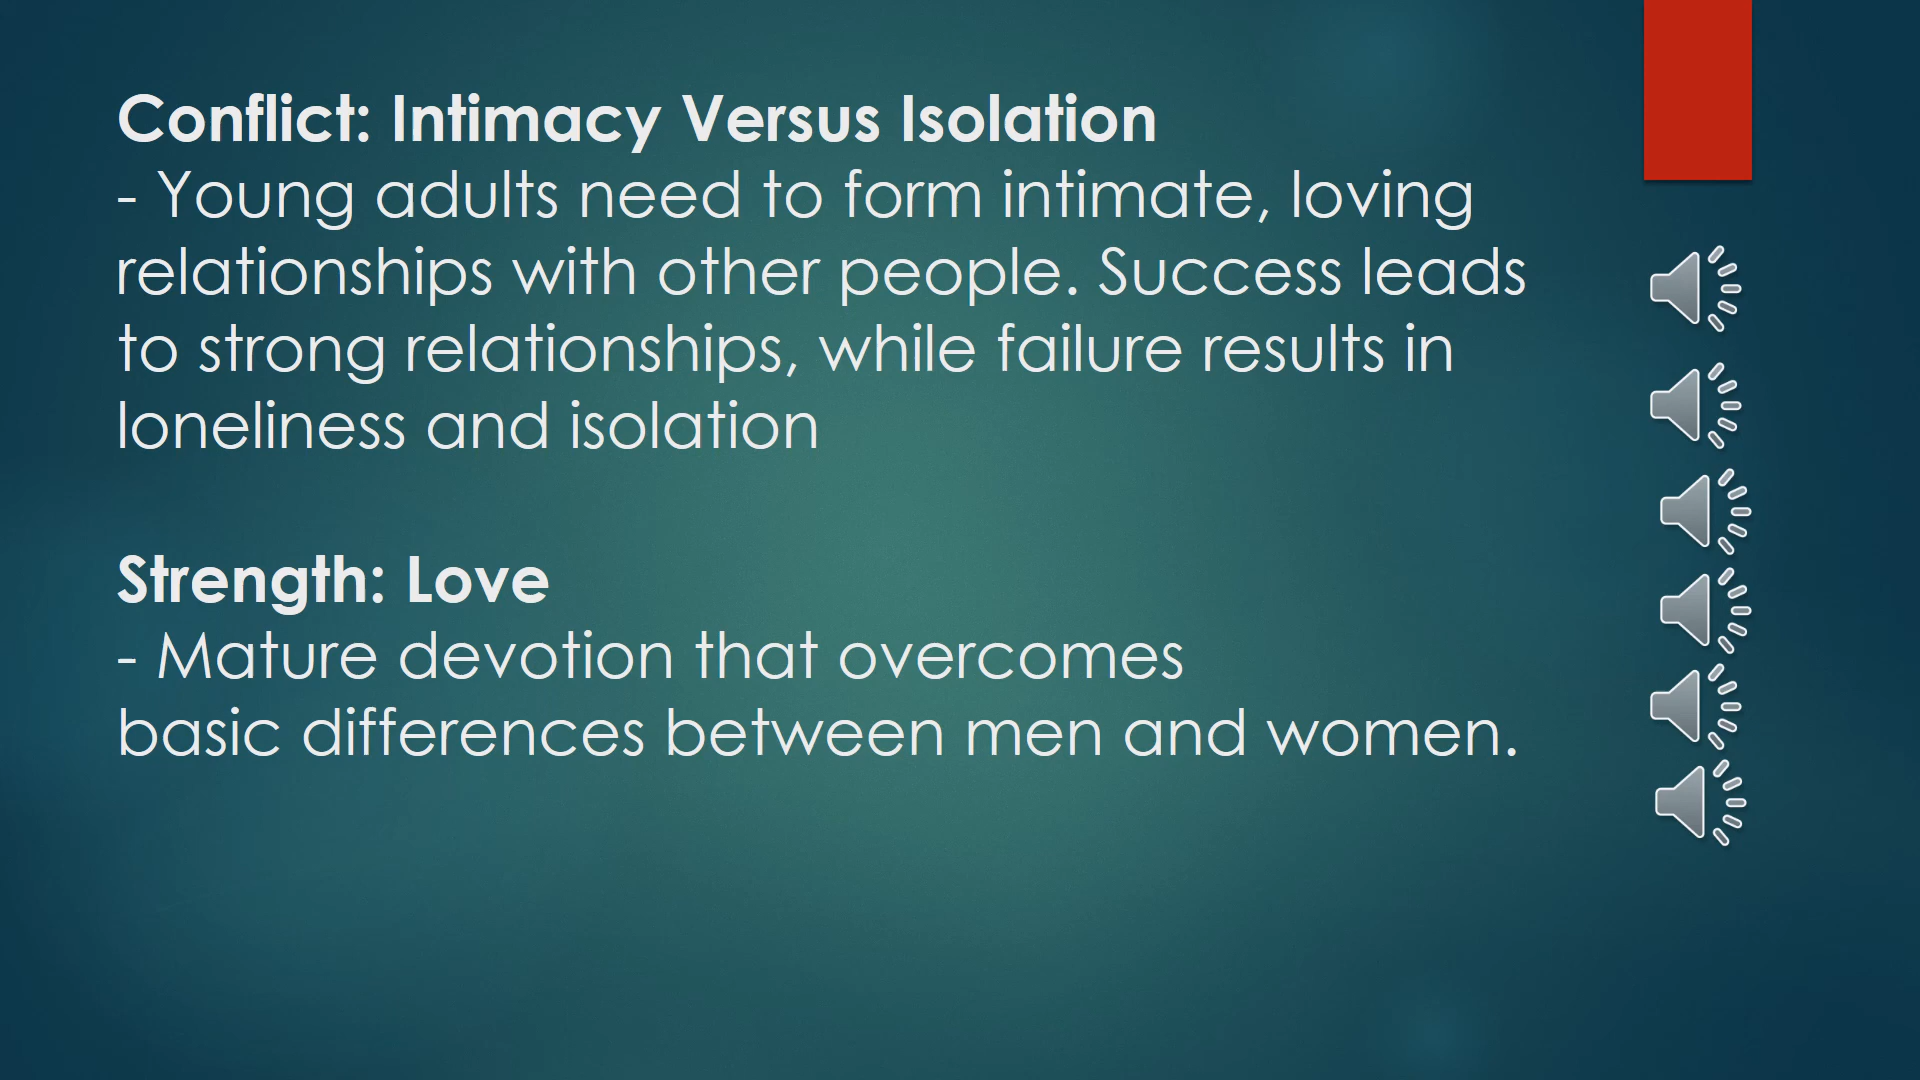 Conflict: Intimacy Versus Isolation
- Young adults need to form intimate, loving
relationships with other people. Success leads
to strong relationships, while failure results in
loneliness and isolation
Strength: Love
- Mature devotion that overcomes
basic differences between men and women.